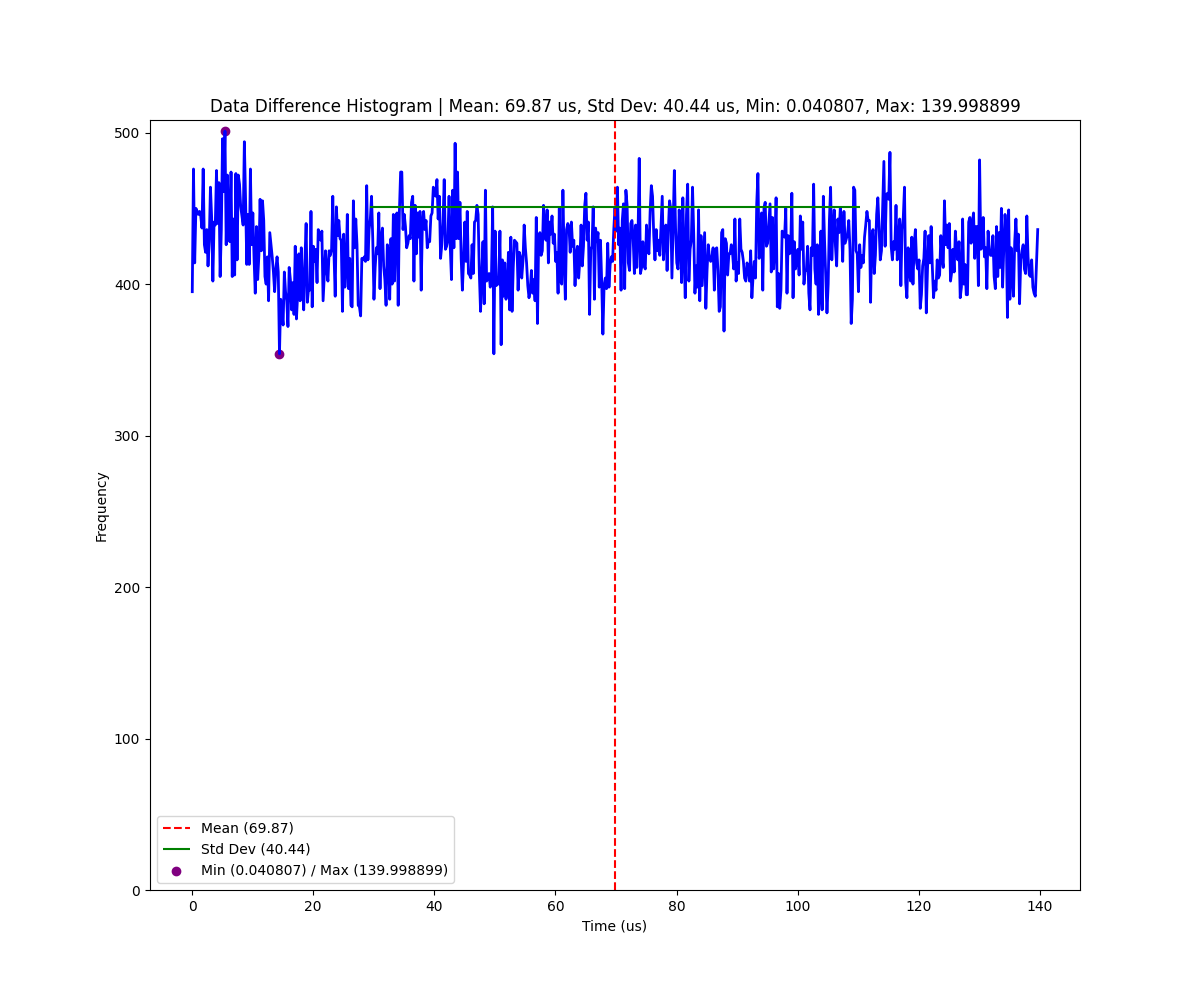 Data Difference Histogram | Mean: 69.87 us, Std Dev: 40.44 us, Min: 0.040807, Max: 139.998899
500
400
300
200
100
0
Frequency
Mean (69.87)
Std Dev (40.44)
Min (0.040807) / Max (139.998899)
0 20 40 60 80 100 120 140
Time (us)